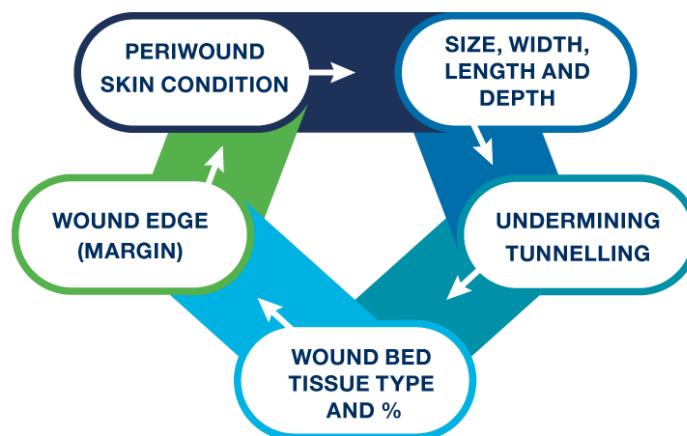 PERIWOUND
SKIN CONDITION
SIZE, WIDTH,
LENGTH AND
DEPTH
UNDERMINING
TUNNELLING
WOUND BED
TISSUE TYPE
AND %
WOUND EDGE
(MARGIN)